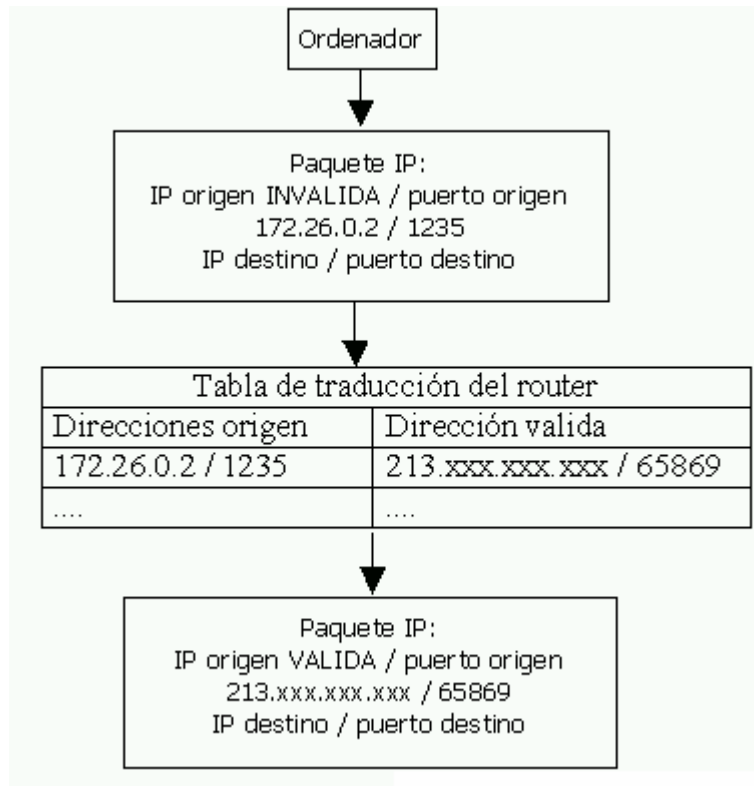 Ordenador
Paquete IP:
IP origen INVALIDA / puerto origen
172.26.0.2 / 1235
IP destino / puerto destino
Tabla de traducción del router
Direcciones origen
Dirección valida
172.26.0.2 / 1235
213.xxx.xxx.xxx / 65869
....
....
Paquete IP:
IP origen VALIDA / puerto origen
213.xxx.xxx.xxx / 65869
IP destino / puerto destino